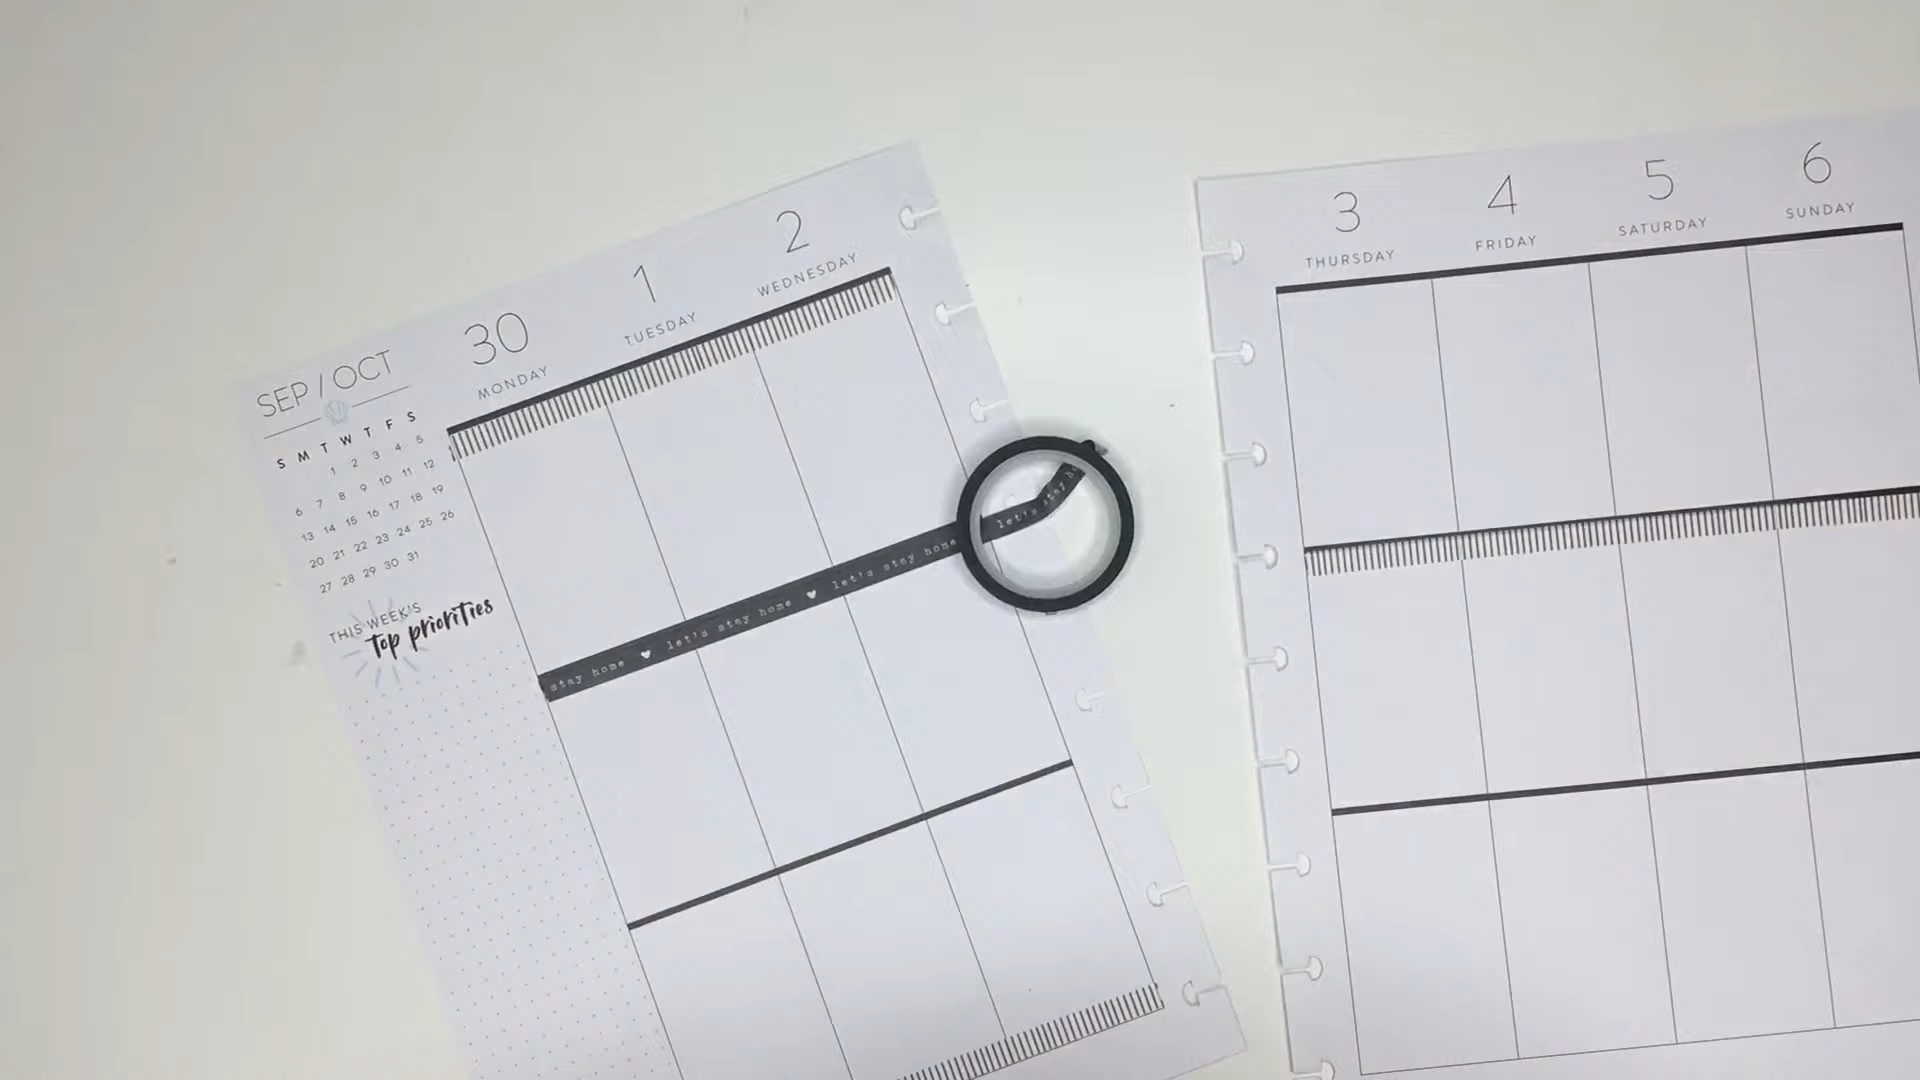 SEP / OCT
S M T W T F S
1 2 3 4 5
6 7 8 9 10 11 12
13 14 15 16 17 18 19
20 21 22 23 24 25 26
27 28 29 30 31
THIS WEEK'S
top priorities
30
MONDAY
1
TUESDAY
2
WEDNESDAY
stay home ♥ let's stay home ♥ let's stay home
let's stay
3
THURSDAY
4
FRIDAY
5
SATURDAY
6
SUNDAY